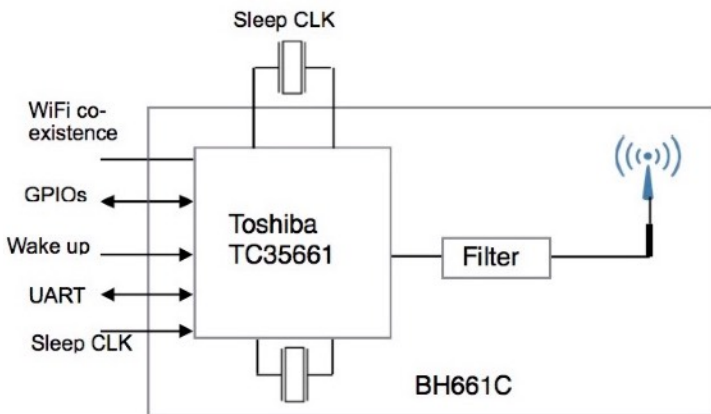 Sleep CLK
WiFi co-
existence
GPIOs
Wake up
UART
Sleep CLK
Toshiba
TC35661
Filter
BH661C